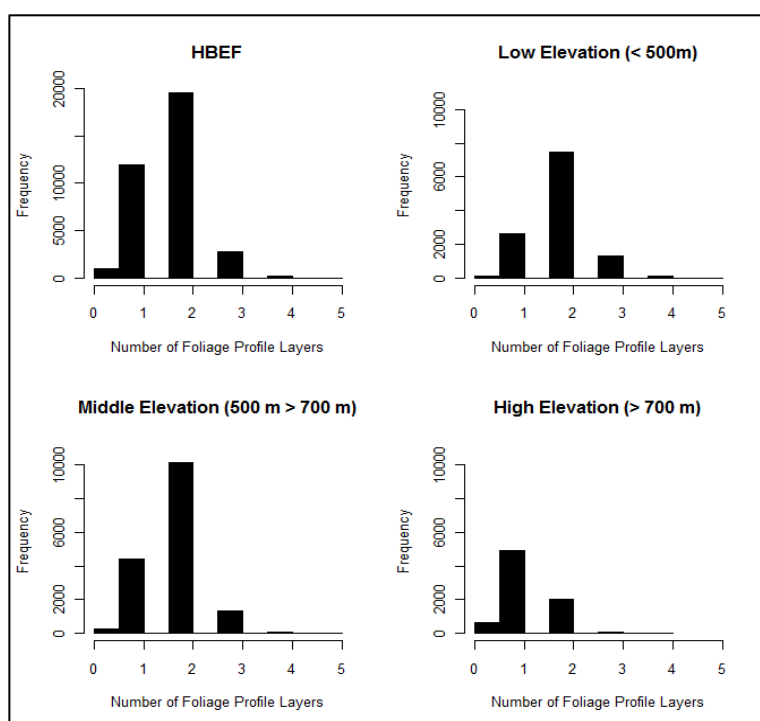 HBEF
Frequency
20000
10000
5000
0
0 1 2 3 4 5
Number of Foliage Profile Layers
Low Elevation (< 500m)
Frequency
10000
6000
2000
0
0 1 2 3 4 5
Number of Foliage Profile Layers
Middle Elevation (500 m > 700 m)
Frequency
10000
6000
2000
0
0 1 2 3 4 5
Number of Foliage Profile Layers
High Elevation (> 700 m)
Frequency
10000
6000
2000
0
0 1 2 3 4 5
Number of Foliage Profile Layers